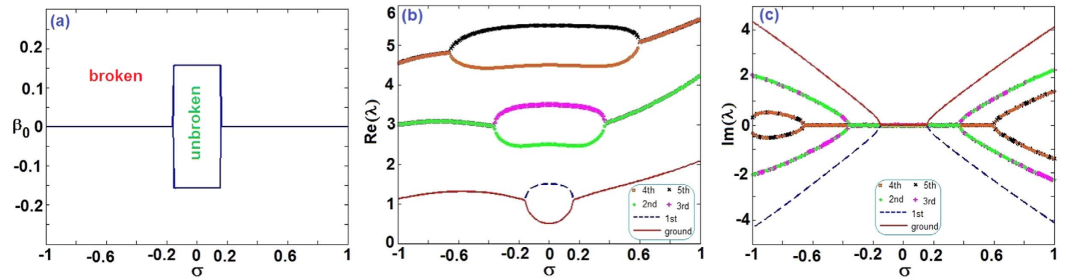 (a)
0.2
0.1
β₀ 0
-0.1
-0.2
broken
unbroken
-1 -0.6 -0.2 0 0.2 0.6 1
σ
(b)
6
5
4
3
2
1
0
Re(λ)
4th 5th
2nd 3rd
1st
ground
-1 -0.6 -0.2 0 0.2 0.6 1
σ
(c)
4
2
0
-2
-4
Im(λ)
4th 5th
2nd 3rd
1st
ground
-1 -0.6 -0.2 0 0.2 0.6 1
σ